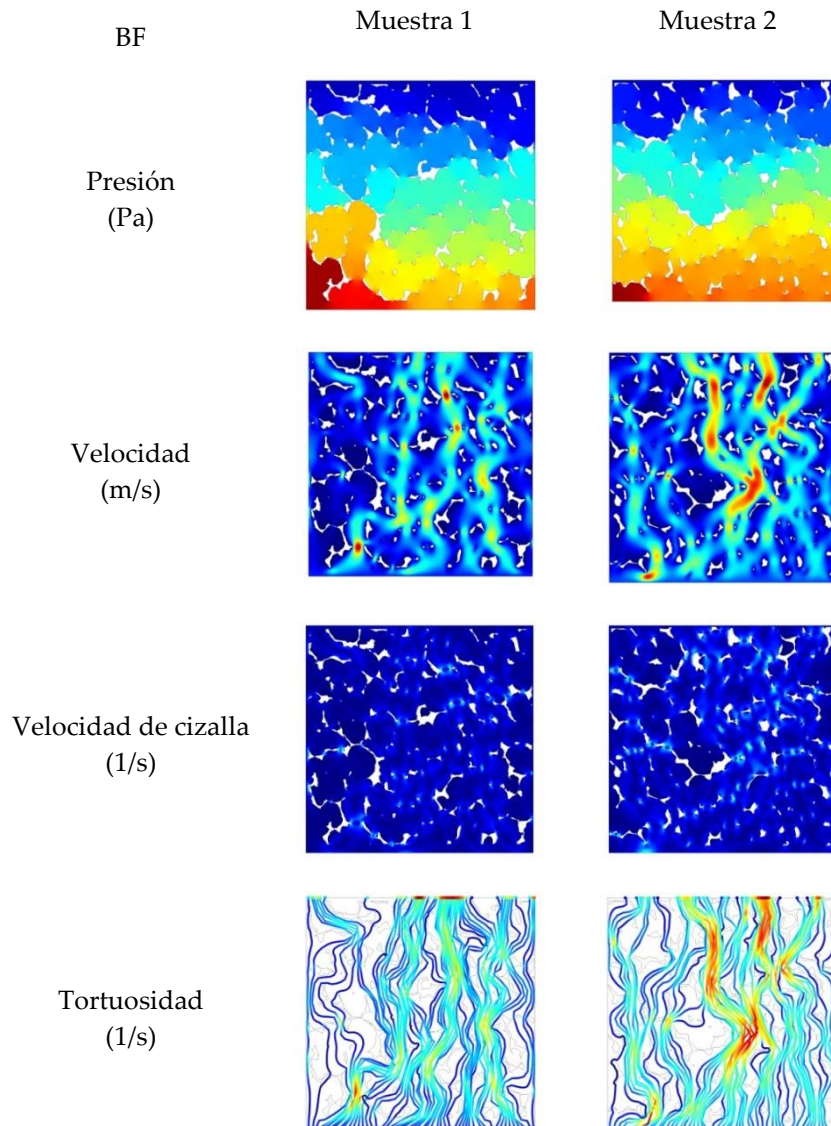 BF
Muestra 1
Muestra 2
Presión
(Pa)
Velocidad
(m/s)
Velocidad de cizalla
(1/s)
Tortuosidad
(1/s)